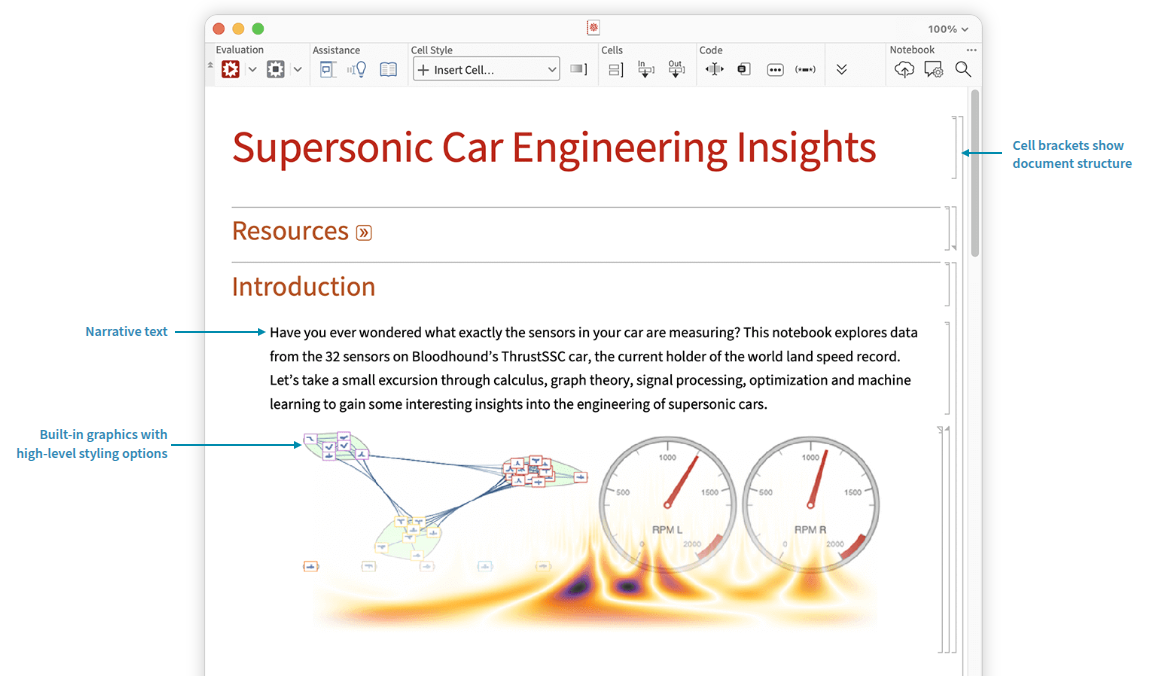 100%
Evaluation
Assistance
Cell Style
Cells
Code
Notebook
Insert Cell...
In
Out
Supersonic Car Engineering Insights
Cell brackets show
document structure
Resources
Introduction
Narrative text
Have you ever wondered what exactly the sensors in your car are measuring? This notebook explores data
from the 32 sensors on Bloodhound’s ThrustSSC car, the current holder of the world land speed record.
Let’s take a small excursion through calculus, graph theory, signal processing, optimization and machine
learning to gain some interesting insights into the engineering of supersonic cars.
Built-in graphics with
high-level styling options
1000
500
1500
RPM L
0
2000
1000
500
1500
RPM R
0
2000